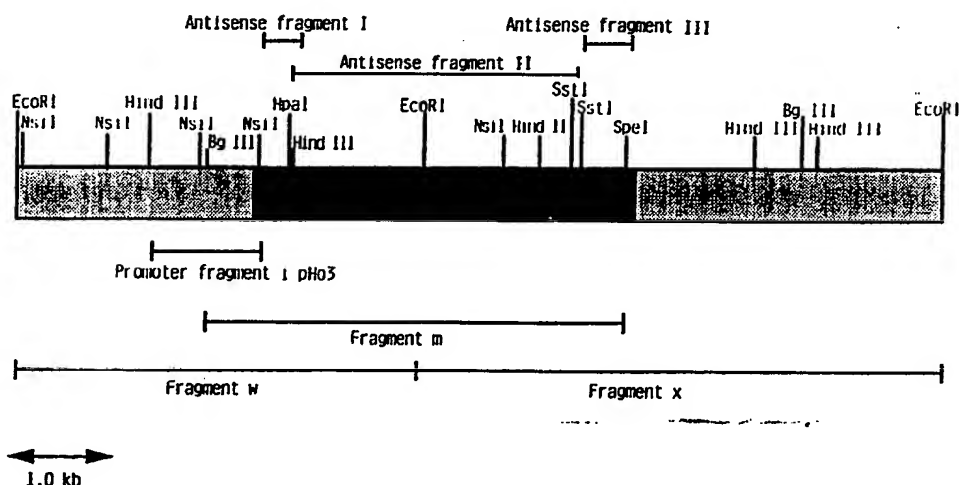 Antisense fragment I
Antisense fragment III
Antisense fragment II
SstI
EcoRI
Hind III
HpaI
EcoRI
SstI
Bg III
EcoRI
NsiI
NsiI
NsiI
NsiI
NsiI
Hind II
SpeI
Bg III
Hind III
Hind III
Hind III
Promoter fragment i pHo3
Fragment m
Fragment w
Fragment x
1.0 kb